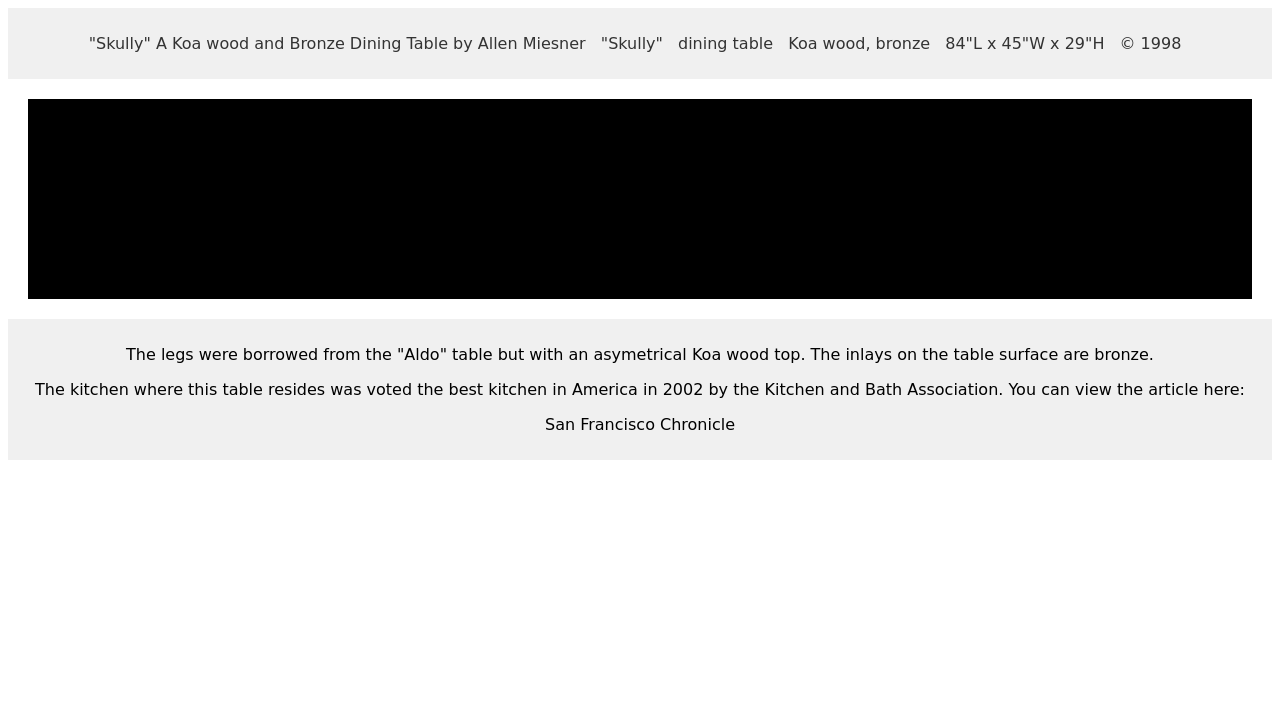 "Skully" A Koa wood and Bronze Dining Table by Allen Miesner "Skully" dining table Koa wood, bronze 84"L x 45"W x 29"H © 1998
The legs were borrowed from the "Aldo" table but with an asymetrical Koa wood top. The inlays on the table surface are bronze.
The kitchen where this table resides was voted the best kitchen in America in 2002 by the Kitchen and Bath Association. You can view the article here:
San Francisco Chronicle